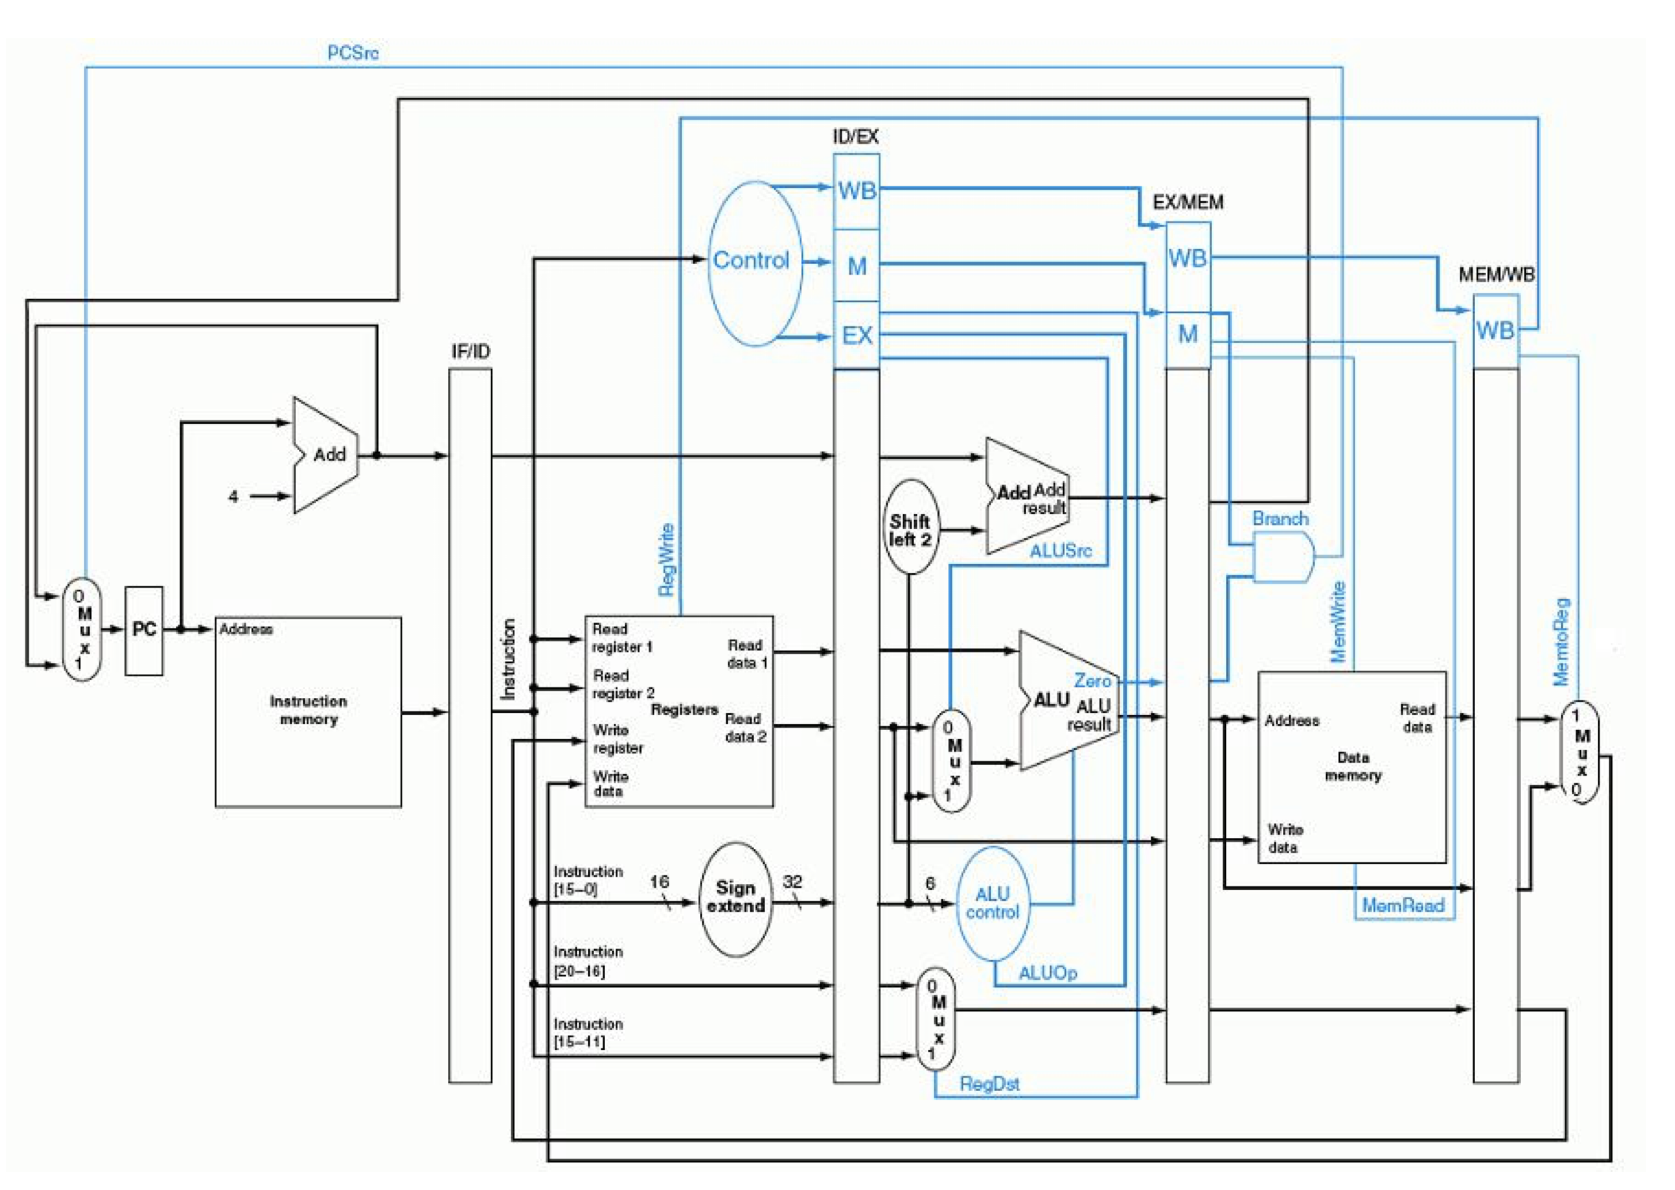 PCSrc
ID/EX
WB
EX/MEM
Control
M
WB
MEM/WB
EX
M
WB
IF/ID
Add
4
Add Add
result
Shift
left 2
Branch
ALUSrc
RegWrite
MemWrite
MemtoReg
0
M
u
x
1
PC
Address
Instruction
memory
Instruction
Read
register 1
Read
register 2
Write
register
Write
data
Registers
Read
data 1
Read
data 2
0
M
u
x
1
Zero
ALU
ALU
result
Address
Read
data
Data
memory
Write
data
1
M
u
x
0
Instruction
[15–0]
16
Sign
extend
32
6
ALU
control
MemRead
Instruction
[20–16]
ALUOp
0
M
u
x
1
Instruction
[15–11]
RegDst